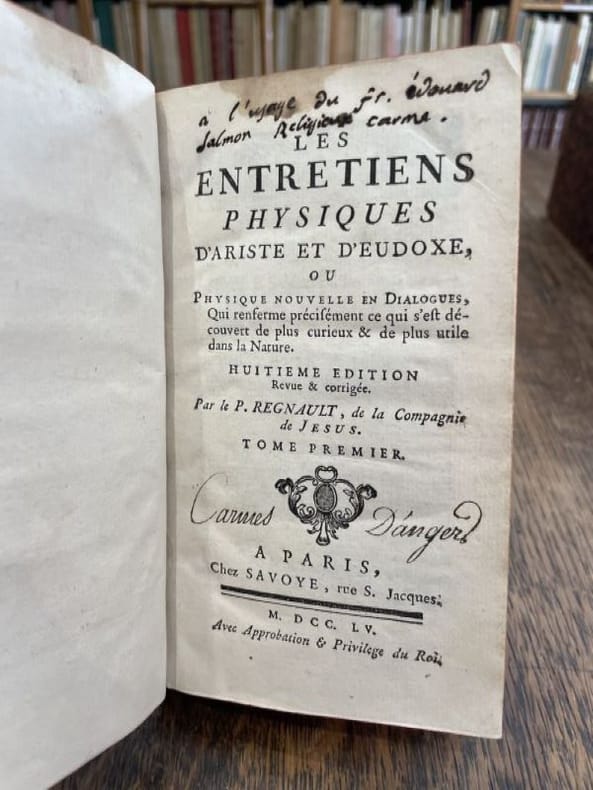 à l'usage du fr. édouard
Salmon Religieux carme.
LES
ENTRETIENS
PHYSIQUES
D'ARISTE ET D'EUDOXE,
OU
PHYSIQUE NOUVELLE EN DIALOGUES,
Qui renferme précisément ce qui s'est dé-
couvert de plus curieux & de plus utile
dans la Nature.
HUITIEME EDITION
Revue & corrigée.
Par le P. REGNAULT, de la Compagnie
de JESUS.
TOME PREMIER.
Carmes D'angers
A PARIS,
Chez SAVOYE, rue S. Jacques.
M. DCC. LV.
Avec Approbation & Privilege du Roi.